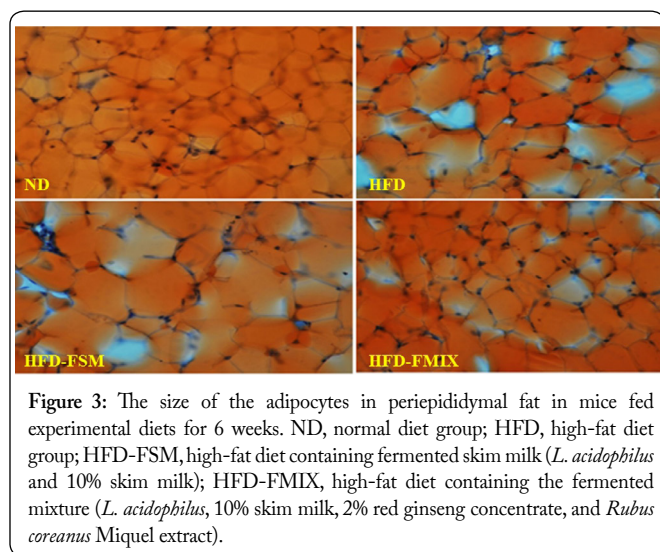 ND
HFD
HFD-FSM
HFD-FMIX
Figure 3: The size of the adipocytes in periepididymal fat in mice fed
experimental diets for 6 weeks. ND, normal diet group; HFD, high-fat diet
group; HFD-FSM, high-fat diet containing fermented skim milk (L. acidophilus
and 10% skim milk); HFD-FMIX, high-fat diet containing the fermented
mixture (L. acidophilus, 10% skim milk, 2% red ginseng concentrate, and Rubus
coreanus Miquel extract).